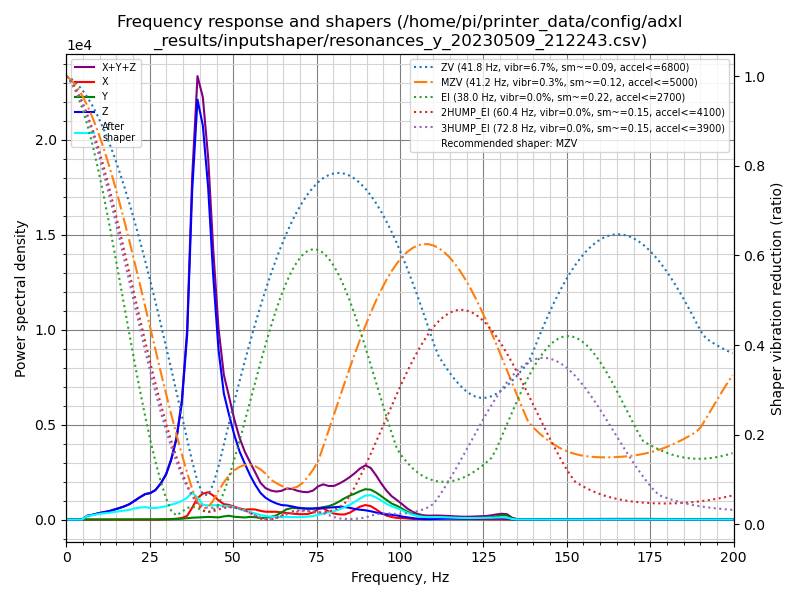 Frequency response and shapers (/home/pi/printer_data/config/adxl
_results/inputshaper/resonances_y_20230509_212243.csv)
1e4
X+Y+Z
X
Y
Z
After
shaper
ZV (41.8 Hz, vibr=6.7%, sm~=0.09, accel<=6800)
MZV (41.2 Hz, vibr=0.3%, sm~=0.12, accel<=5000)
EI (38.0 Hz, vibr=0.0%, sm~=0.22, accel<=2700)
2HUMP_EI (60.4 Hz, vibr=0.0%, sm~=0.15, accel<=4100)
3HUMP_EI (72.8 Hz, vibr=0.0%, sm~=0.15, accel<=3900)
Recommended shaper: MZV
Power spectral density
2.0
1.5
1.0
0.5
0.0
1.0
0.8
0.6
0.4
0.2
0.0
Shaper vibration reduction (ratio)
0 25 50 75 100 125 150 175 200
Frequency, Hz